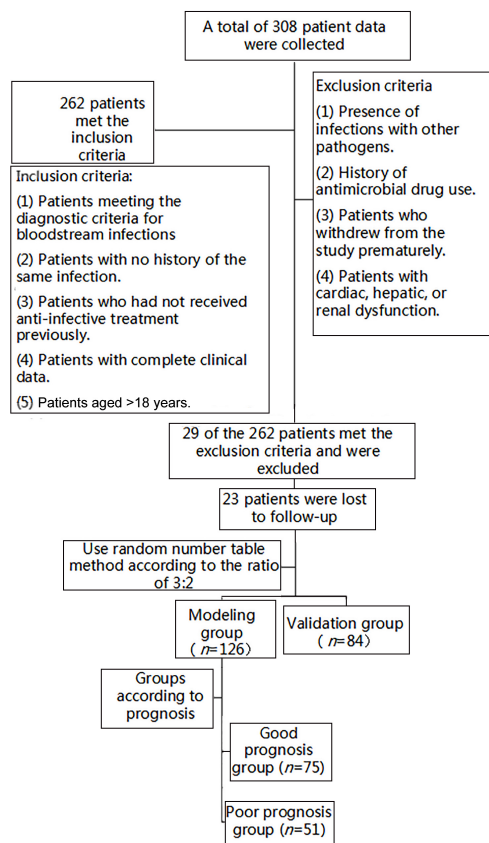 A total of 308 patient data
were collected
262 patients
met the
inclusion
criteria
Exclusion criteria
(1) Presence of
infections with other
pathogens.
(2) History of
antimicrobial drug use.
(3) Patients who
withdrew from the
study prematurely.
(4) Patients with
cardiac, hepatic, or
renal dysfunction.
Inclusion criteria:
(1) Patients meeting the
diagnostic criteria for
bloodstream infections
(2) Patients with no history of the
same infection.
(3) Patients who had not received
anti-infective treatment
previously.
(4) Patients with complete clinical
data.
(5) Patients aged >18 years.
29 of the 262 patients met the
exclusion criteria and were
excluded
23 patients were lost
to follow-up
Use random number table
method according to the ratio
of 3:2
Modeling
group
( n=126)
Validation group
( n=84)
Groups
according to
prognosis
Good
prognosis
group (n=75)
Poor prognosis
group (n=51)